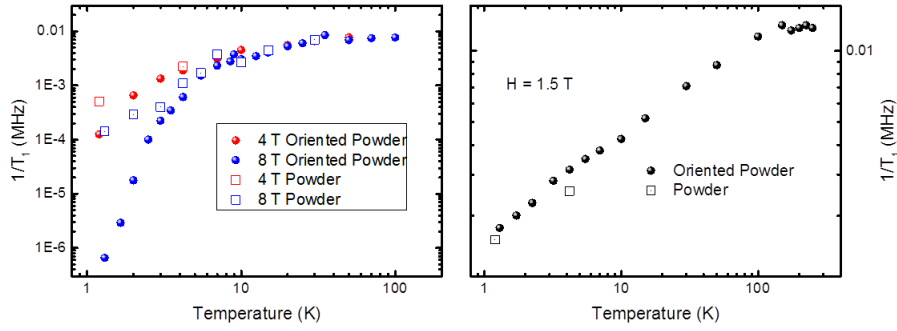 0.01
1E-3
1E-4
1E-5
1E-6
1/T1 (MHz)
4 T Oriented Powder
8 T Oriented Powder
4 T Powder
8 T Powder
1
10
100
Temperature (K)
H = 1.5 T
Oriented Powder
Powder
0.01
1/T1 (MHz)
1
10
100
Temperature (K)